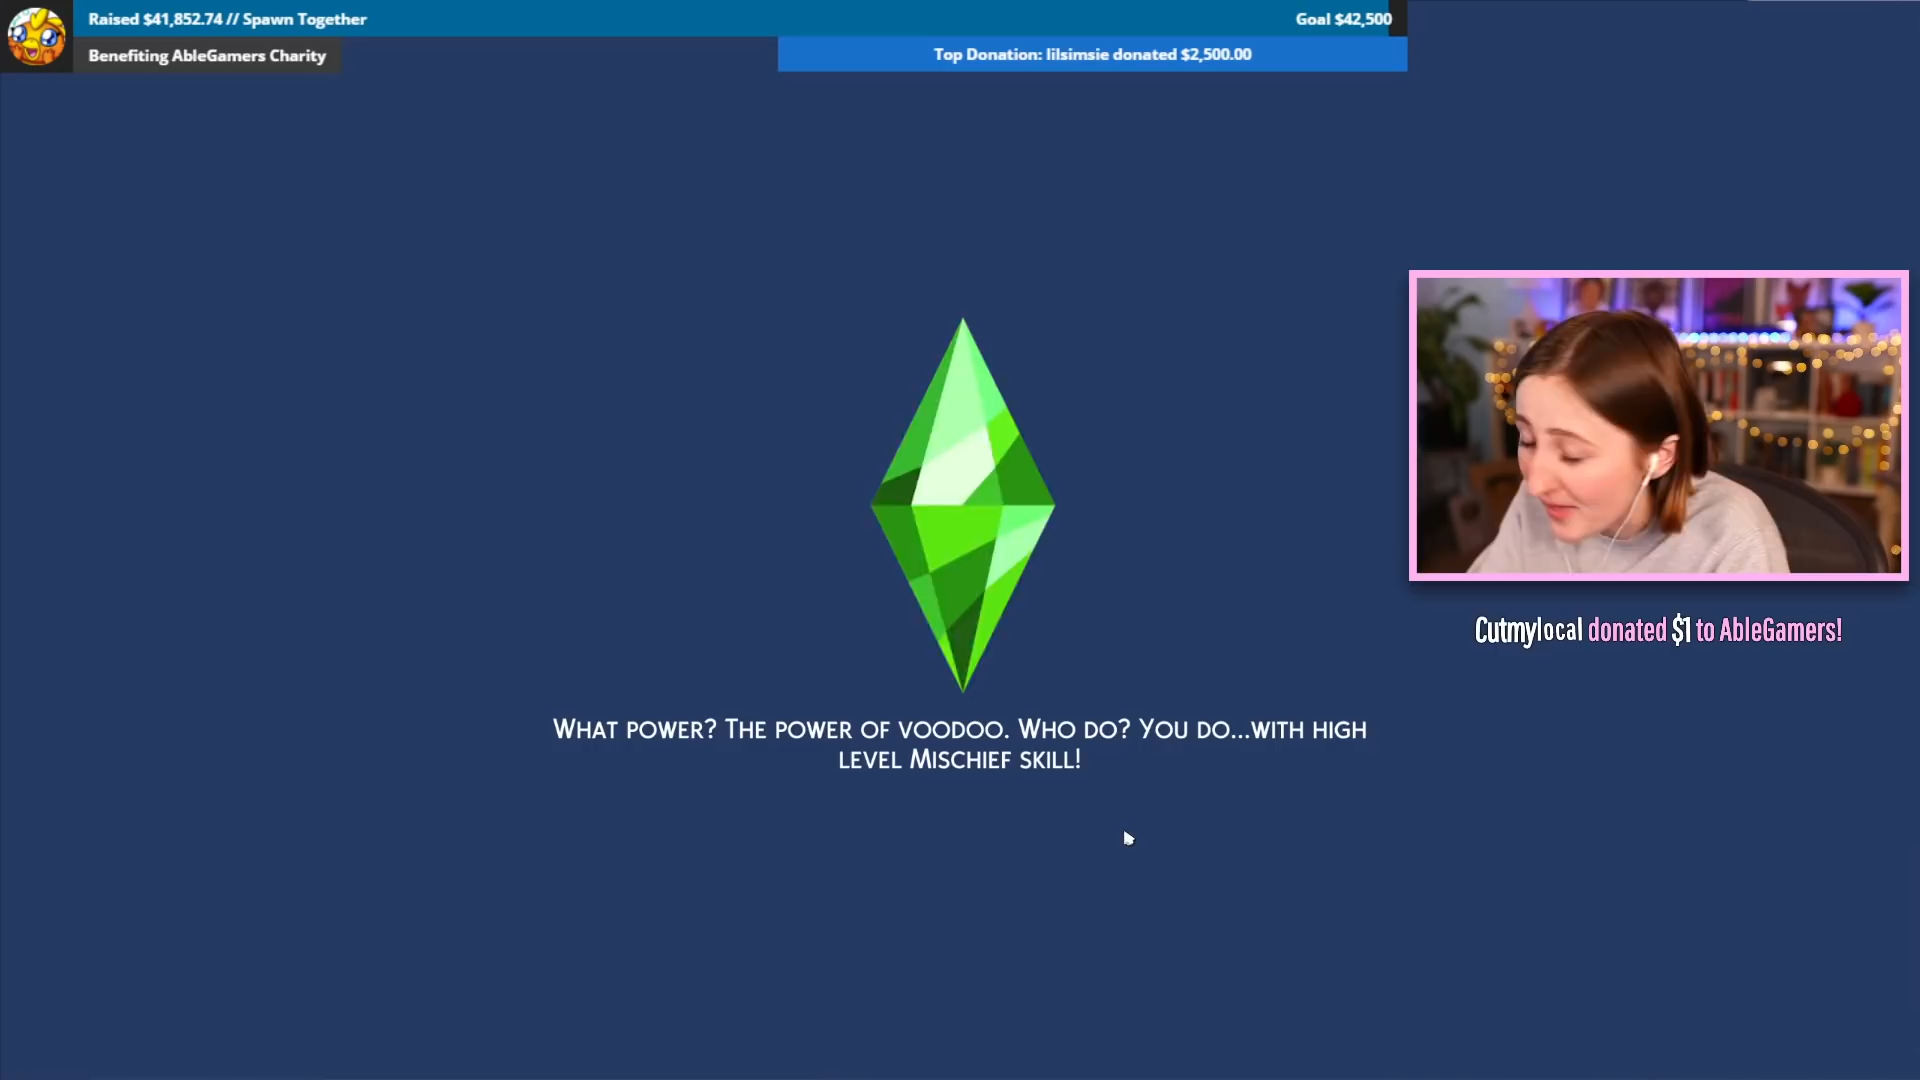 Raised $41,852.74 // Spawn Together
Goal $42,500
Benefiting AbleGamers Charity
Top Donation: lilsimsie donated $2,500.00
Cutmylocal donated $1 to AbleGamers!
WHAT POWER? THE POWER OF VOODOO. WHO DO? YOU DO...WITH HIGH
LEVEL MISCHIEF SKILL!